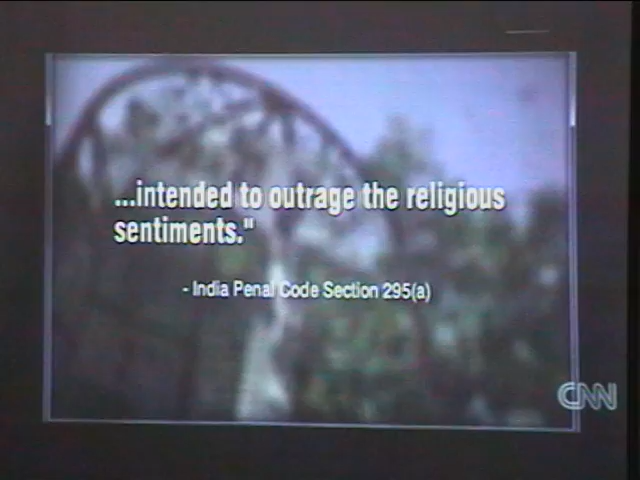 ...intended to outrage the religious
sentiments."
- India Penal Code Section 295(a)
CNN